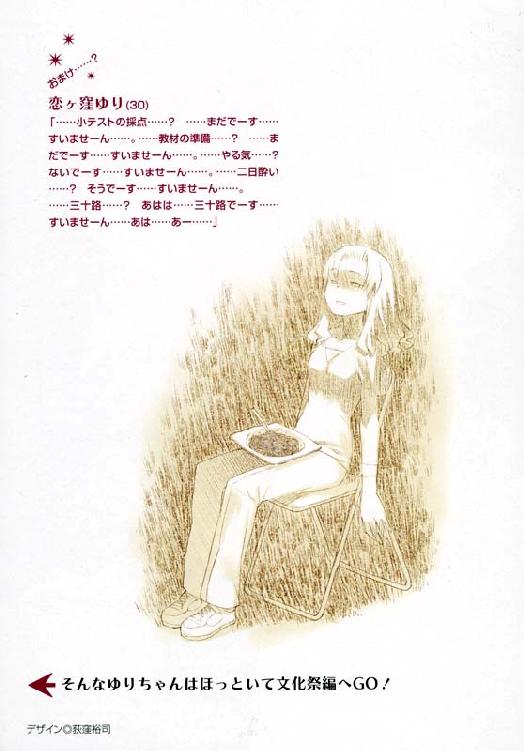 おまけ……?
恋ヶ窪ゆり(30)
「……小テストの採点……? ……まだでーす……
すいませーん……。……教材の準備……? ……ま
だでーす……すいませーん……。……やる気……?
ないでーす……すいませーん……。……二日酔い
……? そうでーす……すいませーん……。
……三十路……? あはは……三十路でーす……
すいませーん……あは……あー……」
そんなゆりちゃんはほっといて文化祭編へGO!
デザイン◎荻窪裕司